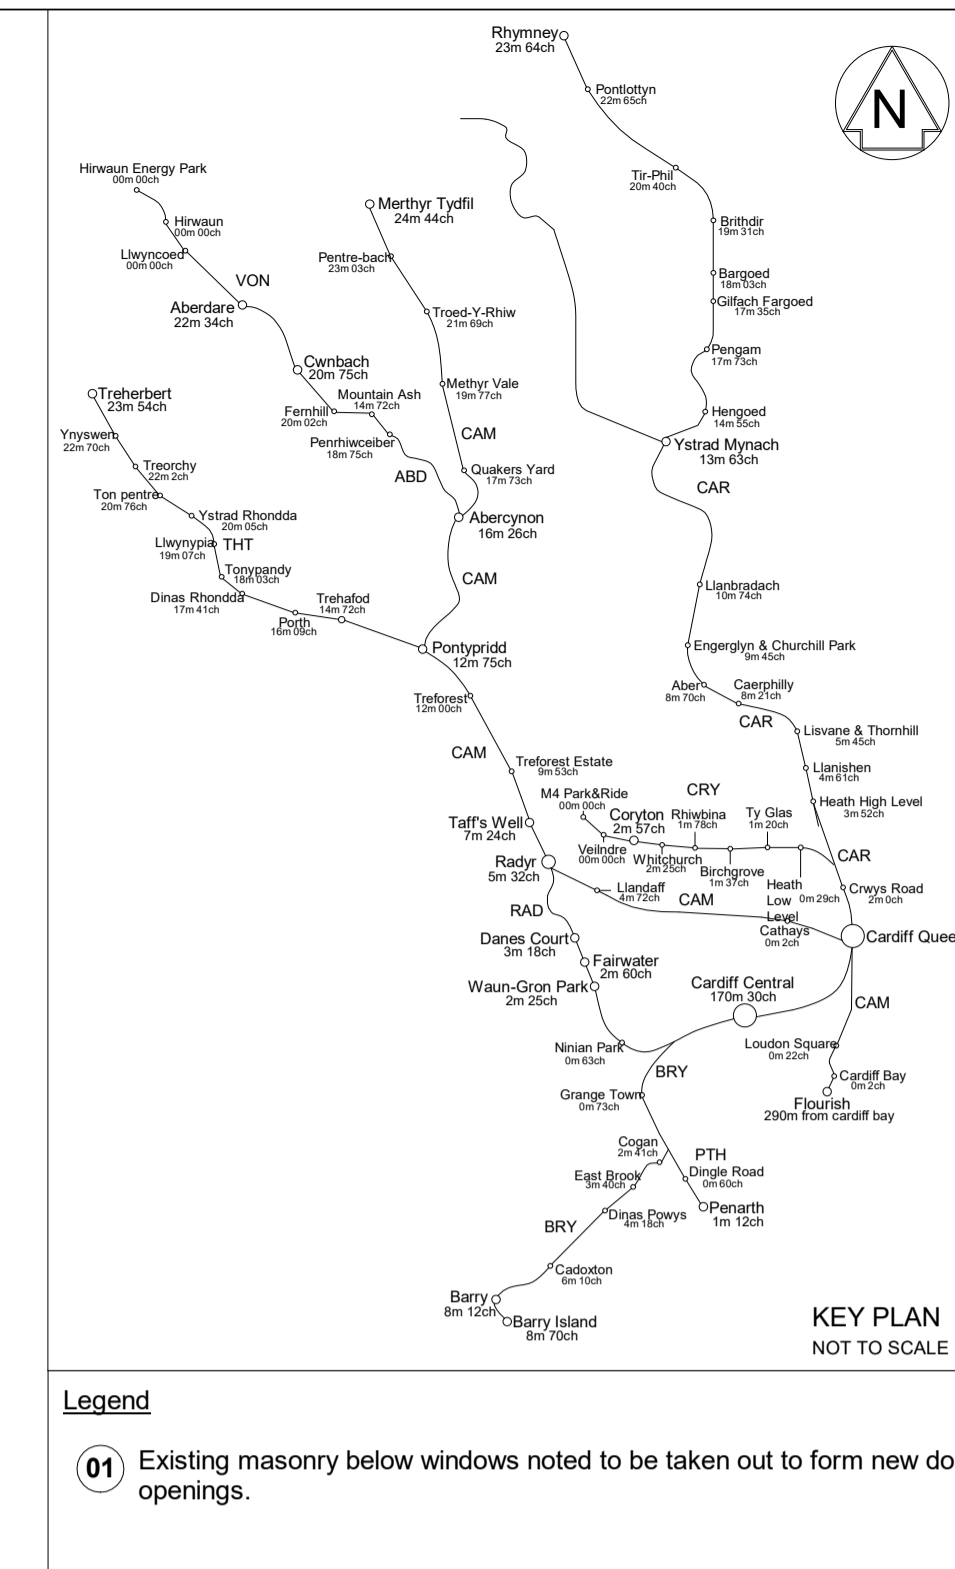 Rhymney
23m 64ch
N
Pontlottyn
22m 65ch
Tir-Phil
20m 40ch
Hirwaun Energy Park
00m 00ch
Merthyr Tydfil
24m 44ch
Hirwaun
00m 00ch
Brithdir
19m 31ch
Llwyncoed
00m 00ch
Pentre-bach
23m 03ch
Bargoed
18m 03ch
VON
Gilfach Fargoed
17m 35ch
Aberdare
22m 34ch
Troed-Y-Rhiw
21m 69ch
Pengam
17m 73ch
Cwnbach
20m 75ch
Methyr Vale
19m 77ch
Treherbert
23m 54ch
Mountain Ash
14m 72ch
Fernhill
20m 02ch
Hengoed
14m 55ch
Ynyswen
22m 70ch
Penrhiwceiber
18m 75ch
CAM
Ystrad Mynach
13m 63ch
Treorchy
22m 2ch
ABD
Quakers Yard
17m 73ch
CAR
Ton pentre
20m 76ch
Ystrad Rhondda
20m 05ch
Abercynon
16m 26ch
Llwynypia
19m 07ch
THT
Tonypandy
18m 03ch
CAM
Llanbradach
10m 74ch
Dinas Rhondda
17m 41ch
Trehafod
14m 72ch
Porth
16m 09ch
Pontypridd
12m 75ch
Engerglyn & Churchill Park
9m 45ch
Treforest
12m 00ch
Aber
8m 70ch
Caerphilly
8m 21ch
CAR
Lisvane & Thornhill
5m 45ch
CAM
Treforest Estate
9m 53ch
Llanishen
4m 61ch
M4 Park&Ride
00m 00ch
CRY
Heath High Level
3m 52ch
Taff's Well
7m 24ch
Coryton
2m 57ch
Rhiwbina
1m 78ch
Ty Glas
1m 20ch
Veilndre
00m 00ch
Whitchurch
2m 25ch
Birchgrove
1m 37ch
CAR
Radyr
5m 32ch
Heath
Low
Level
0m 29ch
Crwys Road
2m 0ch
Llandaff
4m 72ch
CAM
RAD
Cathays
0m 2ch
Cardiff Quee
Danes Court
3m 18ch
Fairwater
2m 60ch
Waun-Gron Park
2m 25ch
Cardiff Central
170m 30ch
CAM
Ninian Park
0m 63ch
Loudon Square
0m 22ch
BRY
Cardiff Bay
0m 2ch
Grange Town
0m 73ch
Flourish
290m from cardiff bay
Cogan
2m 41ch
PTH
East Brook
3m 40ch
Dingle Road
0m 60ch
Dinas Powys
4m 18ch
Penarth
1m 12ch
BRY
Cadoxton
6m 10ch
Barry
8m 12ch
Barry Island
8m 70ch
KEY PLAN
NOT TO SCALE
Legend
01 Existing masonry below windows noted to be taken out to form new do
openings.